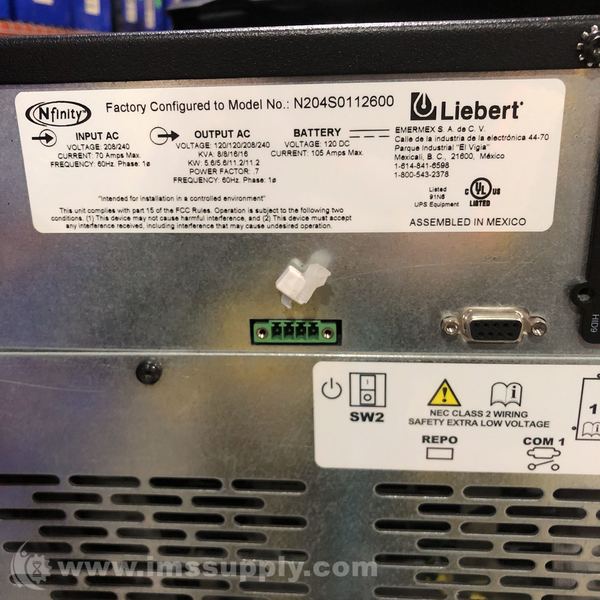 Nfinity
Factory Configured to Model No.: N204S0112600
Liebert®
INPUT AC
VOLTAGE: 208/240
CURRENT: 70 Amps Max.
FREQUENCY: 60Hz. Phase: 1ø
OUTPUT AC
VOLTAGE: 120/120/208/240
KVA: 8/8/16/16
KW: 5.6/5.6/11.2/11.2
POWER FACTOR: .7
FREQUENCY: 60Hz. Phase: 1ø
BATTERY
VOLTAGE: 120 DC
CURRENT: 105 Amps Max.
EMERMEX S. A. de C. V.
Calle de la industria de la electrónica 44-70
Parque Industrial "El Vigia"
Mexicali, B. C., 21600, México
1-614-841-6598
1-800-543-2378
"Intended for installation in a controlled environment"
This unit complies with part 15 of the FCC Rules. Operation is subject to the following two
conditions. (1) This device may not cause harmful interference, and (2) This device must accept
any interference received, including interference that may cause undesired operation.
Listed
91N6
UPS Equipment
C UL US
LISTED
ASSEMBLED IN MEXICO
HID9
SW2
NEC CLASS 2 WIRING
SAFETY EXTRA LOW VOLTAGE
REPO
COM 1
1
www.imssupply.com